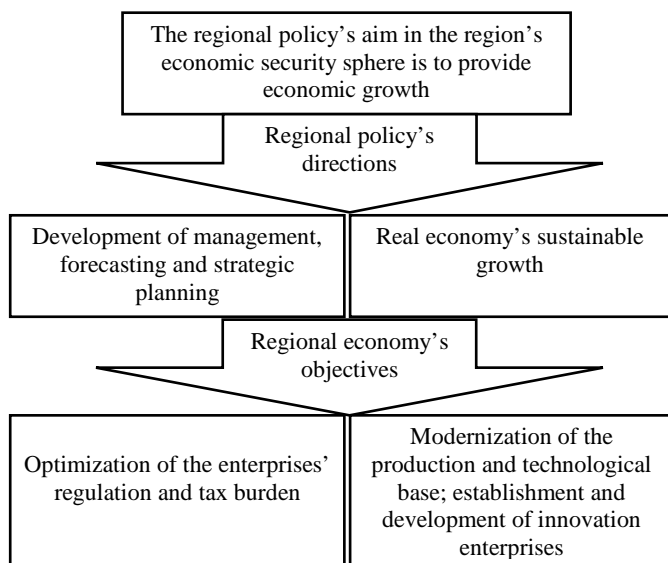 The regional policy’s aim in the region’s
economic security sphere is to provide
economic growth
Regional policy’s
directions
Development of management,
forecasting and strategic
planning
Real economy’s sustainable
growth
Regional economy’s
objectives
Optimization of the enterprises’
regulation and tax burden
Modernization of the
production and technological
base; establishment and
development of innovation
enterprises